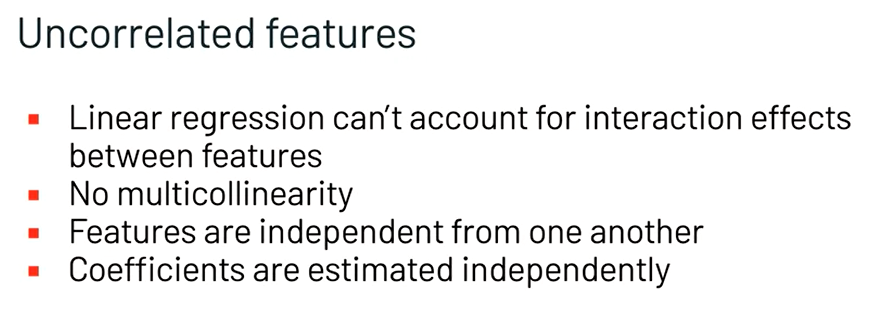 Uncorrelated features
▪ Linear regression can't account for interaction effects
between features
▪ No multicollinearity
▪ Features are independent from one another
▪ Coefficients are estimated independently